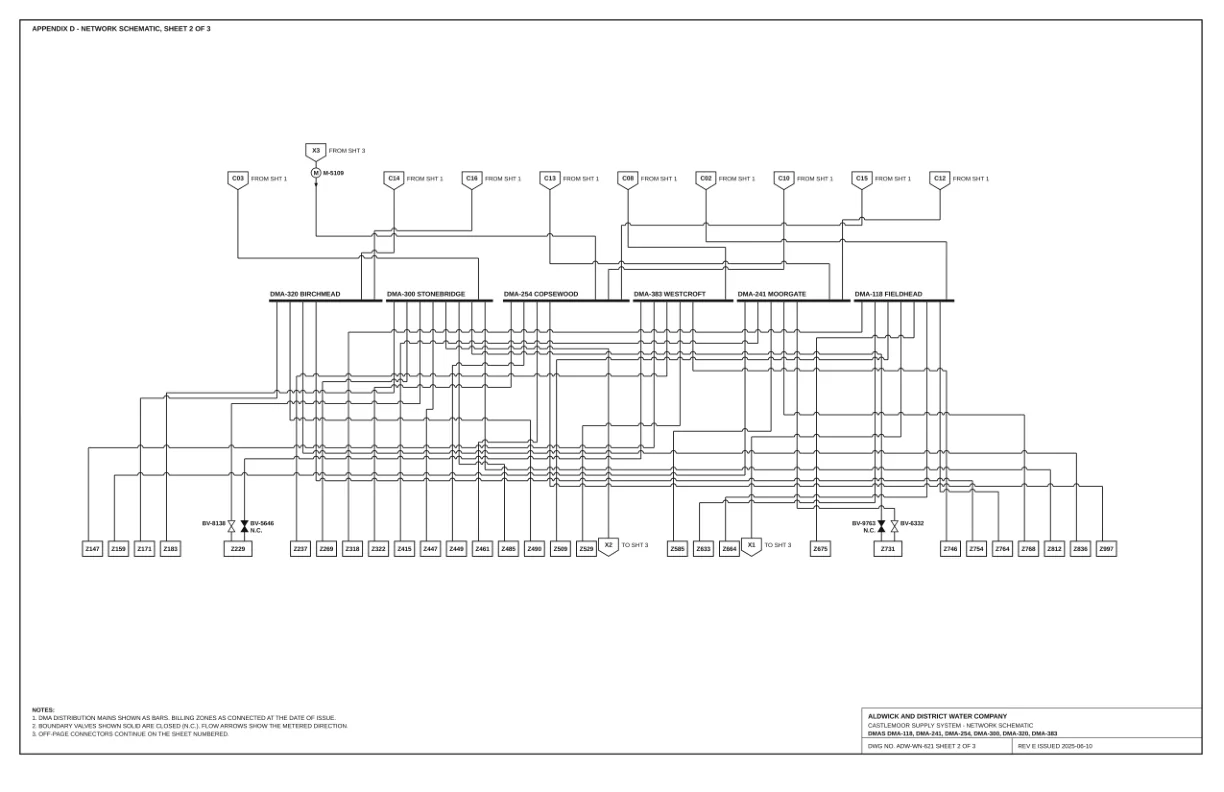 APPENDIX D - NETWORK SCHEMATIC, SHEET 2 OF 3
X3 FROM SHT 3
M M-5109
C03 FROM SHT 1 C14 FROM SHT 1 C16 FROM SHT 1 C13 FROM SHT 1 C08 FROM SHT 1 C02 FROM SHT 1 C10 FROM SHT 1 C15 FROM SHT 1 C12 FROM SHT 1
DMA-320 BIRCHMEAD DMA-300 STONEBRIDGE DMA-254 COPSEWOOD DMA-383 WESTCROFT DMA-241 MOORGATE DMA-118 FIELDHEAD
BV-8138 BV-5646 BV-9763 BV-6332
N.C. N.C.
Z147 Z159 Z171 Z183 Z229 Z237 Z269 Z318 Z322 Z415 Z447 Z449 Z461 Z485 Z490 Z509 Z529 X2 TO SHT 3 Z585 Z633 Z664 X1 TO SHT 3 Z675 Z731 Z746 Z754 Z764 Z768 Z812 Z836 Z997
NOTES:
1. DMA DISTRIBUTION MAINS SHOWN AS BARS. BILLING ZONES AS CONNECTED AT THE DATE OF ISSUE.
2. BOUNDARY VALVES SHOWN SOLID ARE CLOSED (N.C.). FLOW ARROWS SHOW THE METERED DIRECTION.
3. OFF-PAGE CONNECTORS CONTINUE ON THE SHEET NUMBERED.
ALDWICK AND DISTRICT WATER COMPANY
CASTLEMOOR SUPPLY SYSTEM - NETWORK SCHEMATIC
DMAS DMA-118, DMA-241, DMA-254, DMA-300, DMA-320, DMA-383
DWG NO. ADW-WN-621 SHEET 2 OF 3 REV E ISSUED 2025-06-10